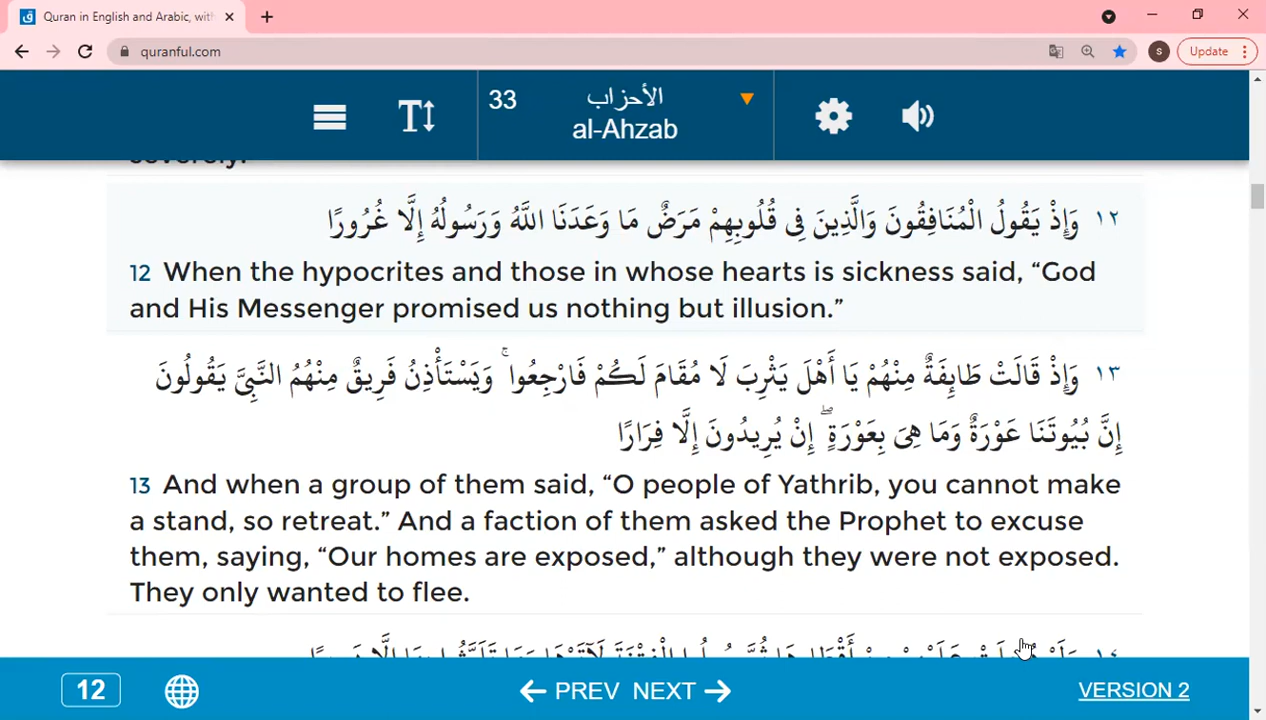 Quran in English and Arabic, with
quranful.com
S
Update
33
الأحزاب
al-Ahzab
severely.
١٢ وَإِذْ يَقُولُ الْمُنَافِقُونَ وَالَّذِينَ فِى قُلُوبِهِمْ مَرَضٌ مَا وَعَدَنَا اللَّهُ وَرَسُولُهُ إِلَّا غُرُورًا
12 When the hypocrites and those in whose hearts is sickness said, “God
and His Messenger promised us nothing but illusion.”
١٣ وَإِذْ قَالَتْ طَائِفَةٌ مِنْهُمْ يَا أَهْلَ يَثْرِبَ لَا مُقَامَ لَكُمْ فَارْجِعُوا ۚ وَيَسْتَأْذِنُ فَرِيقٌ مِنْهُمُ النَّبِىَّ يَقُولُونَ
إِنَّ بُيُوتَنَا عَوْرَةٌ وَمَا هِىَ بِعَوْرَةٍ ۖ إِنْ يُرِيدُونَ إِلَّا فِرَارًا
13 And when a group of them said, “O people of Yathrib, you cannot make
a stand, so retreat.” And a faction of them asked the Prophet to excuse
them, saying, “Our homes are exposed,” although they were not exposed.
They only wanted to flee.
12
PREV NEXT
VERSION 2